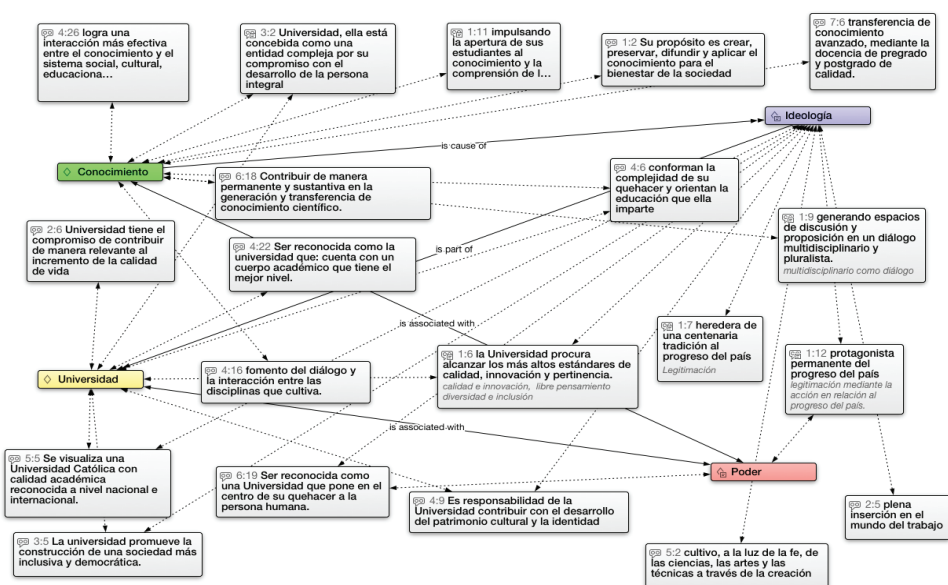 4:26 logra una
interacción más efectiva
entre el conocimiento y el
sistema social, cultural,
educaciona…
3:2 Universidad, ella está
concebida como una
entidad compleja por su
compromiso con el
desarrollo de la persona
integral
1:11 impulsando
la apertura de sus
estudiantes al
conocimiento y la
comprensión de l…
1:2 Su propósito es crear,
preservar, difundir y aplicar el
conocimiento para el
bienestar de la sociedad
7:6 transferencia de
conocimiento
avanzado, mediante la
docencia de pregrado
y postgrado de
calidad.
Ideología
is cause of
Conocimiento
6:18 Contribuir de manera
permanente y sustantiva en la
generación y transferencia de
conocimiento científico.
4:6 conforman la
complejidad de su
quehacer y orientan la
educación que ella
imparte
2:6 Universidad tiene el
compromiso de contribuir
de manera relevante al
incremento de la calidad
de vida
4:22 Ser reconocida como la
universidad que: cuenta con un
cuerpo académico que tiene el
mejor nivel.
is part of
1:9 generando espacios
de discusión y
proposición en un diálogo
multidisciplinario y
pluralista.
multidisciplinario como diálogo
is associated with
1:7 heredera de
una centenaria
tradición al
progreso del país
Legitimación
1:6 la Universidad procura
alcanzar los más altos estándares de
calidad, innovación y pertinencia.
calidad e innovación, libre pensamiento
diversidad e inclusión
1:12 protagonista
permanente del
progreso del país
legitimación mediante la
acción en relación al
progreso del país.
Universidad
4:16 fomento del diálogo y
la interacción entre las
disciplinas que cultiva.
is associated with
5:5 Se visualiza una
Universidad Católica con
calidad académica
reconocida a nivel nacional e
internacional.
6:19 Ser reconocida como
una Universidad que pone en el
centro de su quehacer a la
persona humana.
Poder
4:9 Es responsabilidad de la
Universidad contribuir con el desarrollo
del patrimonio cultural y la identidad
2:5 plena
inserción en el
mundo del trabajo
3:5 La universidad promueve la
construcción de una sociedad más
inclusiva y democrática.
5:2 cultivo, a la luz de la fe, de
las ciencias, las artes y las
técnicas a través de la creación